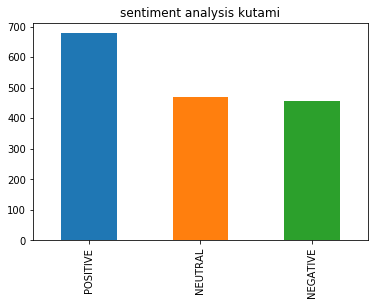 sentiment analysis kutami
700
600
500
400
300
200
100
0
POSITIVE
NEUTRAL
NEGATIVE